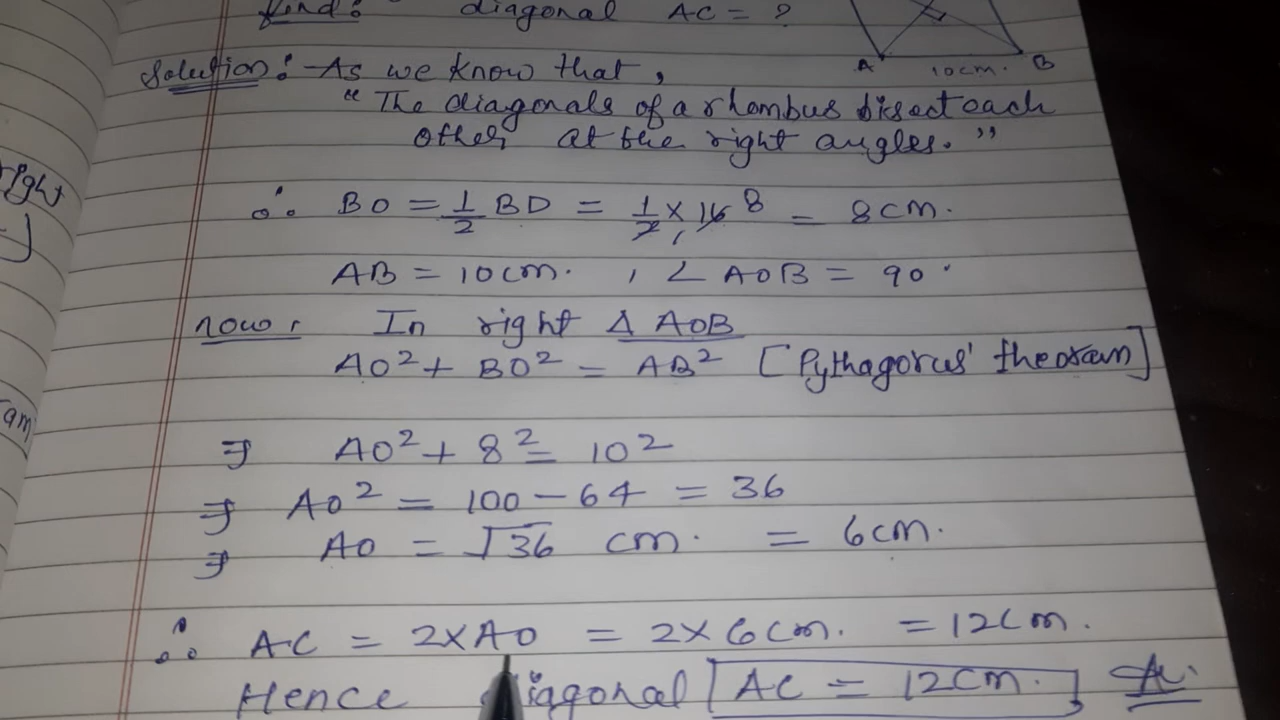 find: diagonal AC = ?
A 10cm. B
Solution: As we know that,
" The diagonals of a rhombus bisect each
other at the right angles. "
∴ BO = 1/2 BD = 1/2 × 16 8 = 8cm.
AB = 10cm. , ∠AOB = 90°
now, In right Δ AOB
AO² + BO² = AB² [Pythagorus' theoram]
⇒ AO² + 8² = 10²
⇒ AO² = 100 - 64 = 36
⇒ AO = √36 cm. = 6cm.
∴ AC = 2×AO = 2×6cm. = 12cm.
Hence diagonal AC = 12cm.